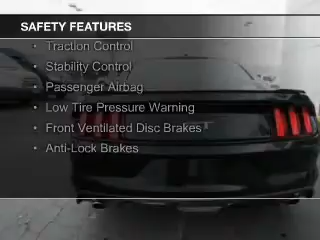 SAFETY FEATURES
• Traction Control
• Stability Control
• Passenger Airbag
• Low Tire Pressure Warning
• Front Ventilated Disc Brakes
• Anti-Lock Brakes